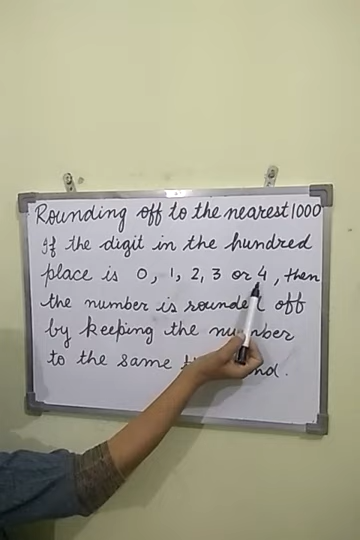 Rounding off to the nearest 1000
If the digit in the hundred
place is 0, 1, 2, 3 or 4, then
the number is rounded off
by keeping the number
to the same